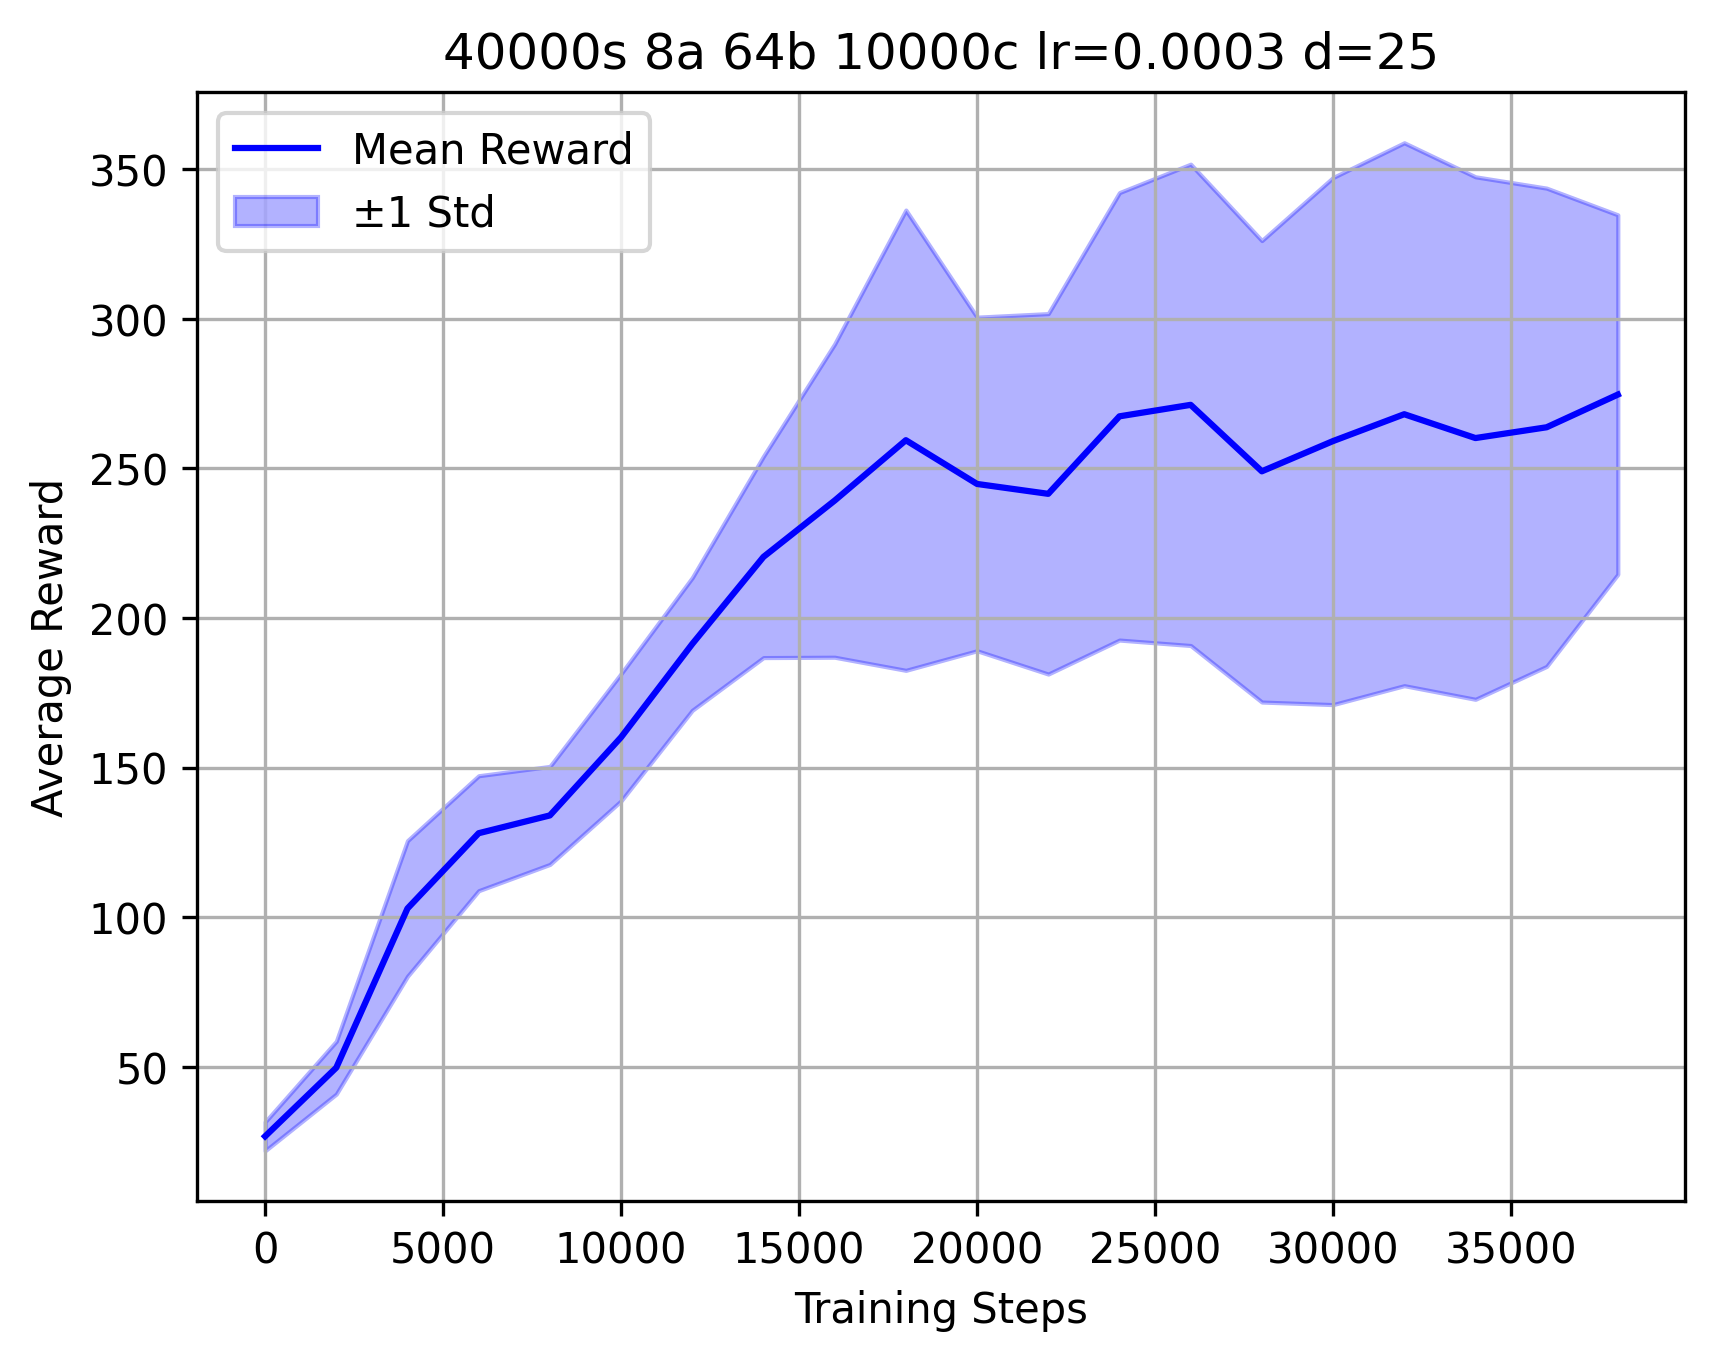 40000s 8a 64b 10000c lr=0.0003 d=25
Mean Reward
±1 Std
Average Reward
350
300
250
200
150
100
50
0 5000 10000 15000 20000 25000 30000 35000
Training Steps